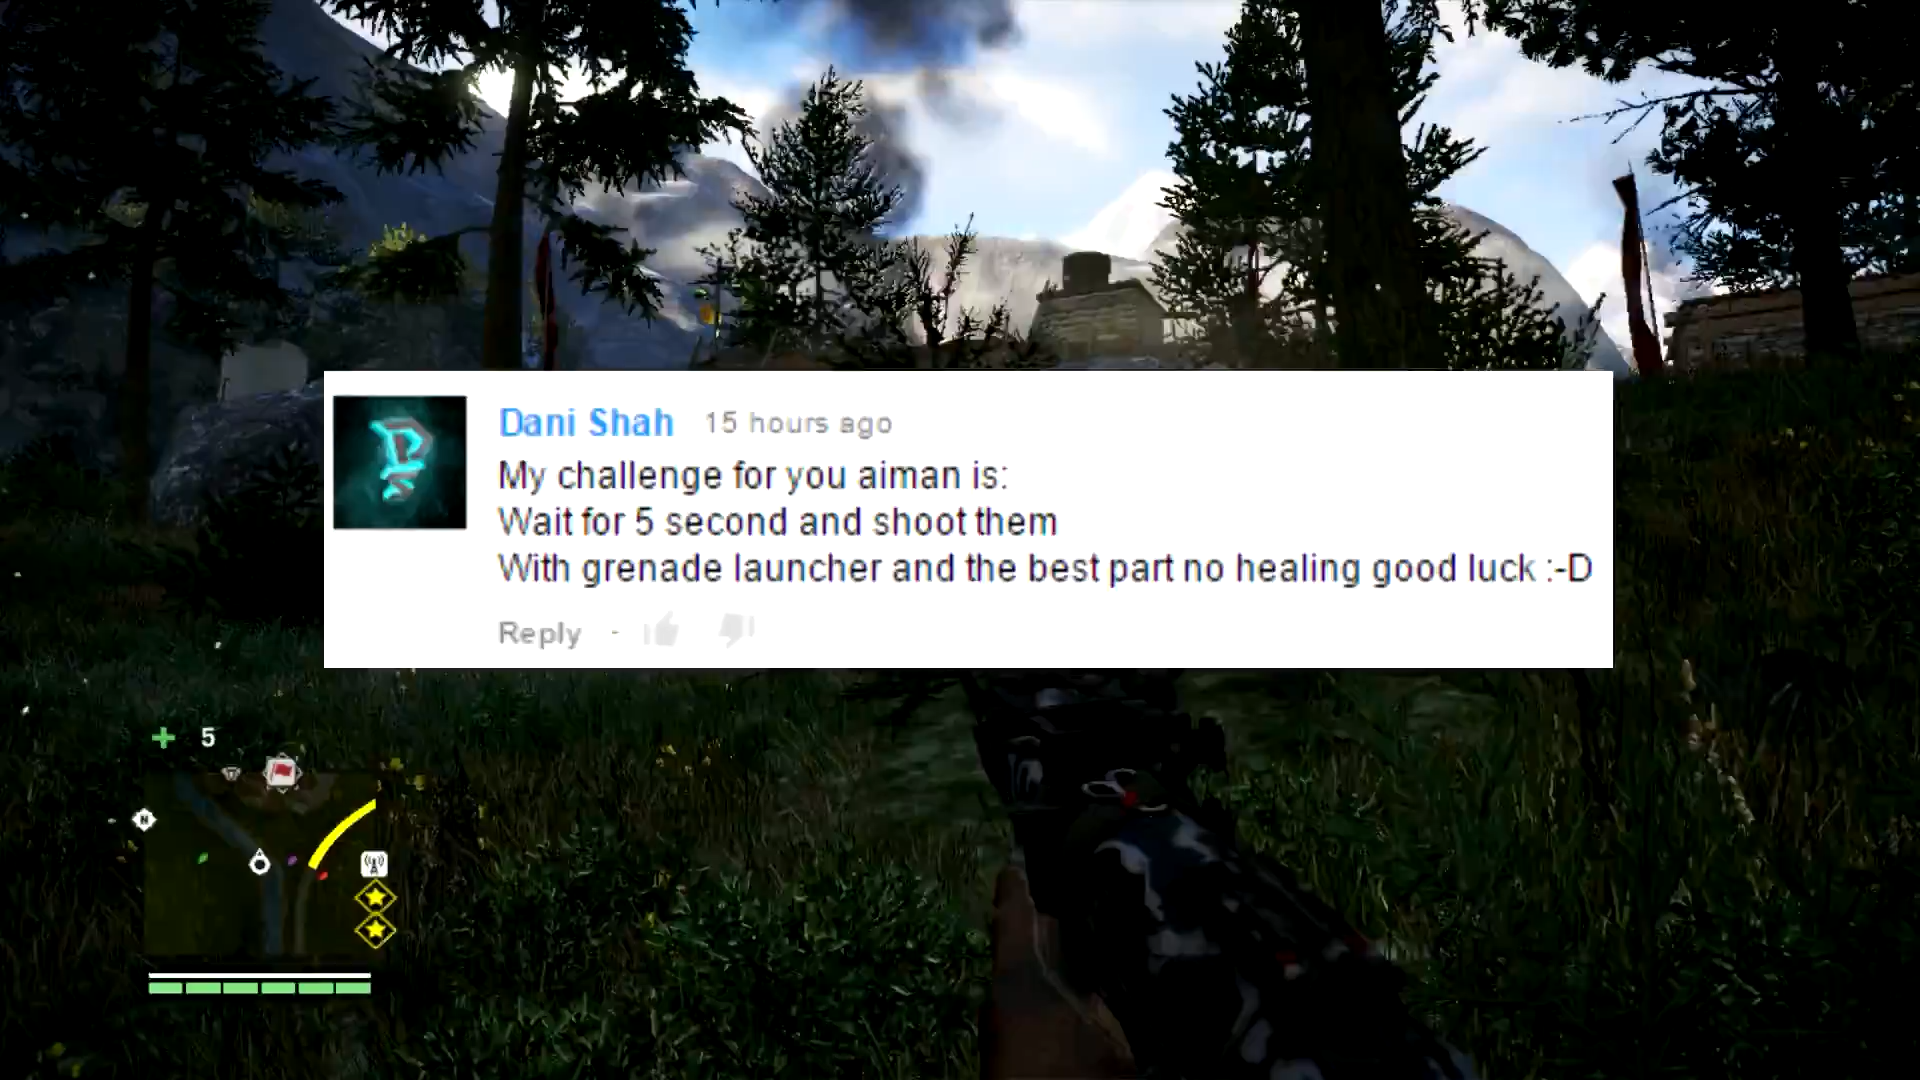 Dani Shah 15 hours ago
My challenge for you aiman is:
Wait for 5 second and shoot them
With grenade launcher and the best part no healing good luck :-D
Reply -
+ 5
N